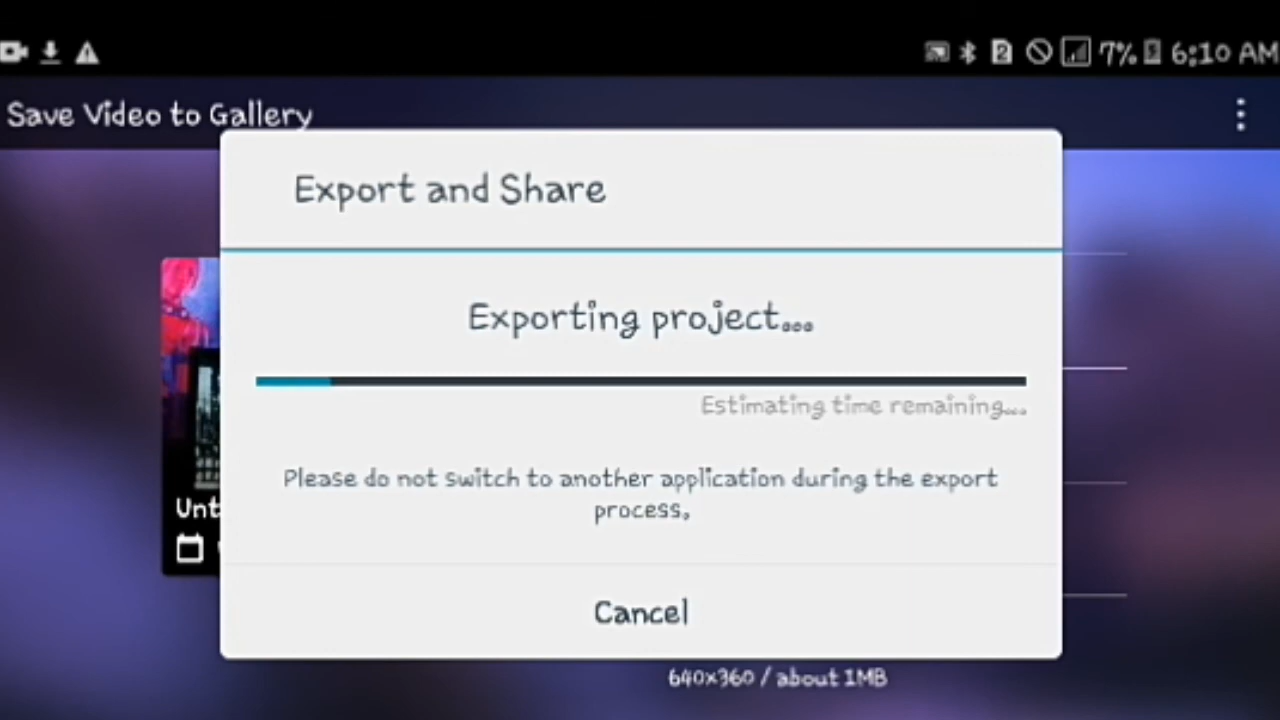 7% 6:10 AM
Save Video to Gallery
Export and Share
Exporting project...
Estimating time remaining...
Please do not switch to another application during the export
process.
Unt
Cancel
640x360 / about 1MB